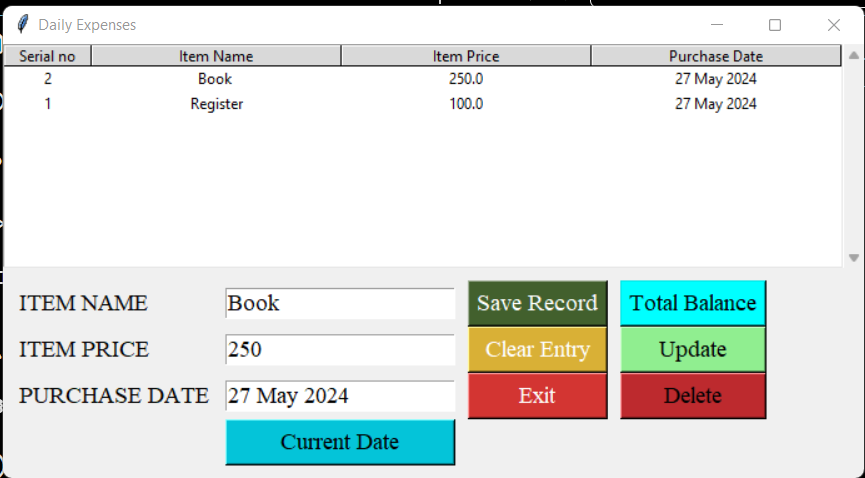 Daily Expenses
Serial no Item Name Item Price Purchase Date
2 Book 250.0 27 May 2024
1 Register 100.0 27 May 2024
ITEM NAME Book Save Record Total Balance
ITEM PRICE 250 Clear Entry Update
PURCHASE DATE 27 May 2024 Exit Delete
Current Date